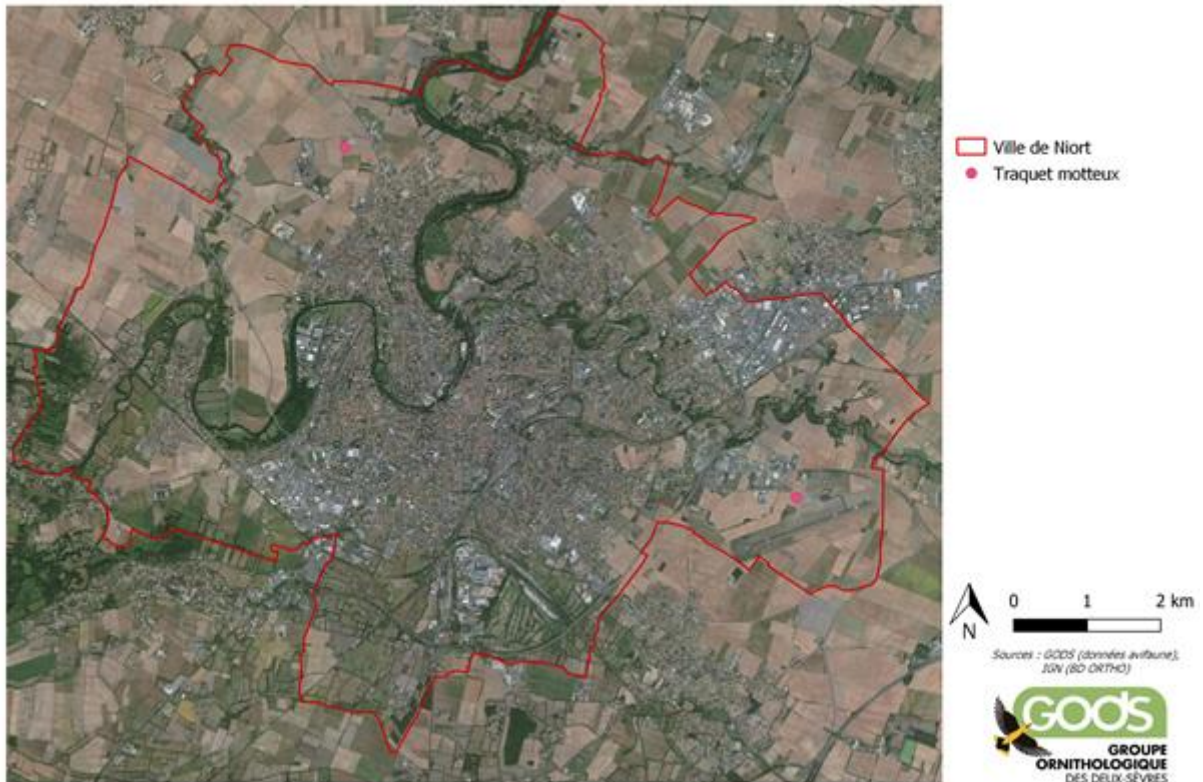 Ville de Niort
Traquet motteux
N
0 1 2 km
Sources : GODS (données avifaune),
IGN (BD ORTHO)
GODS
GROUPE
ORNITHOLOGIQUE
DES DEUX-SÈVRES